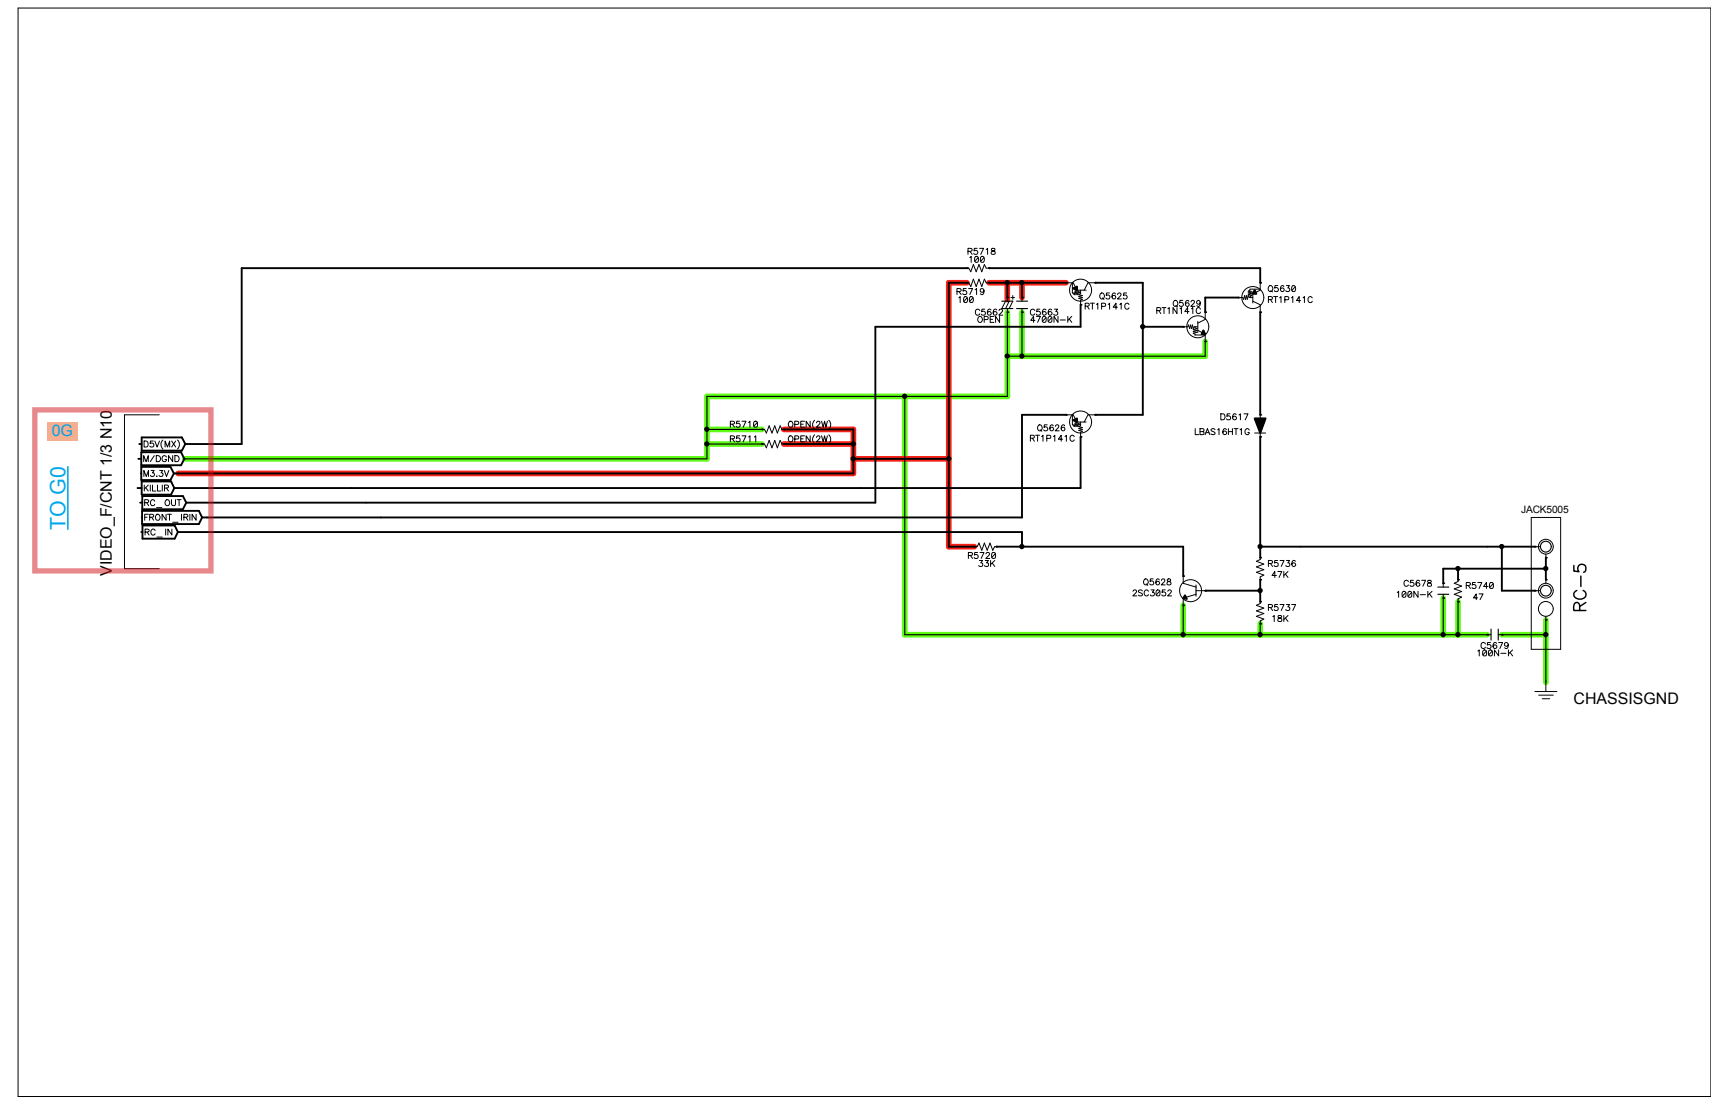 0G
TO G0
VIDEO_F/CNT 1/3 N10
D5V(MX)
M/DGND
M3.3V
KILLIR
RC_OUT
FRONT_IRIN
RC_IN
R5710
OPEN(2W)
R5711
OPEN(2W)
R5718
100
R5719
100
C5662
OPEN
+
C5663
4700N-K
Q5625
RT1P141C
Q5626
RT1P141C
Q5629
RT1N141C
Q5630
RT1P141C
D5617
LBAS16HT1G
R5720
33K
Q5628
2SC3052
R5736
47K
R5737
18K
C5678
100N-K
R5740
47
C5679
100N-K
JACK5005
RC-5
CHASSISGND